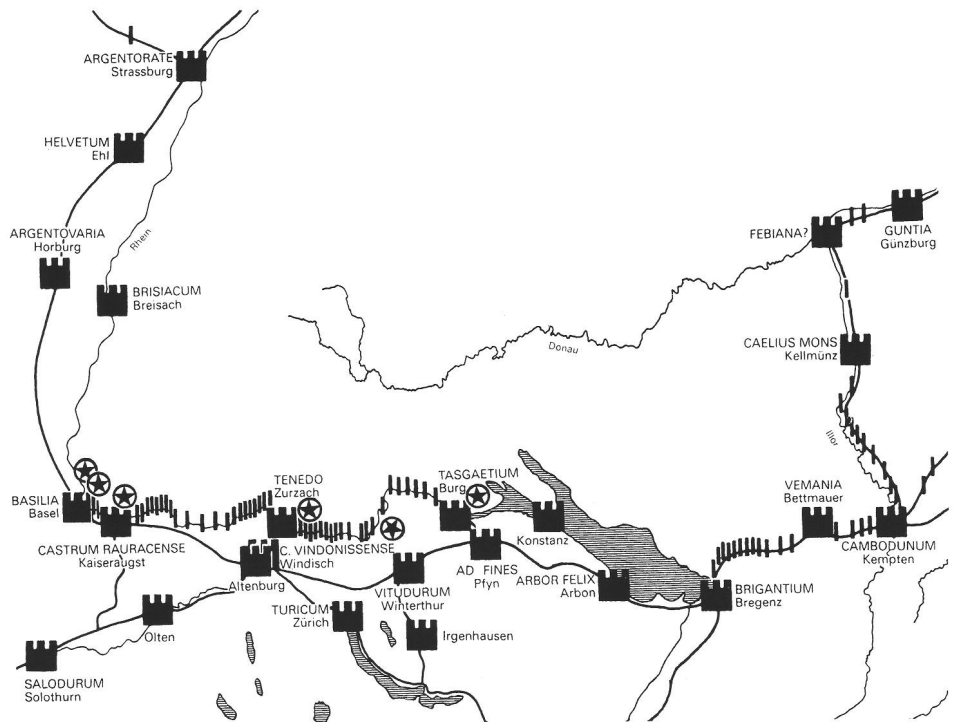 ARGENTORATE
Strassburg
HELVETUM
Ehl
ARGENTOVARIA
Horburg
Rhein
BRISIACUM
Breisach
FEBIANA?
GUNTIA
Günzburg
Donau
CAELIUS MONS
Kellmünz
Illor
BASILIA
Basel
CASTRUM RAURACENSE
Kaiseraugst
TENEDO
Zurzach
C. VINDONISSENSE
Windisch
Altenburg
TASGAETIUM
Burg
Konstanz
AD FINES
Pfyn
VITUDURUM
Winterthur
ARBOR FELIX
Arbon
VEMANIA
Bettmauer
CAMBODUNUM
Kempten
BRIGANTIUM
Bregenz
TURICUM
Zürich
Irgenhausen
Olten
SALODURUM
Solothurn